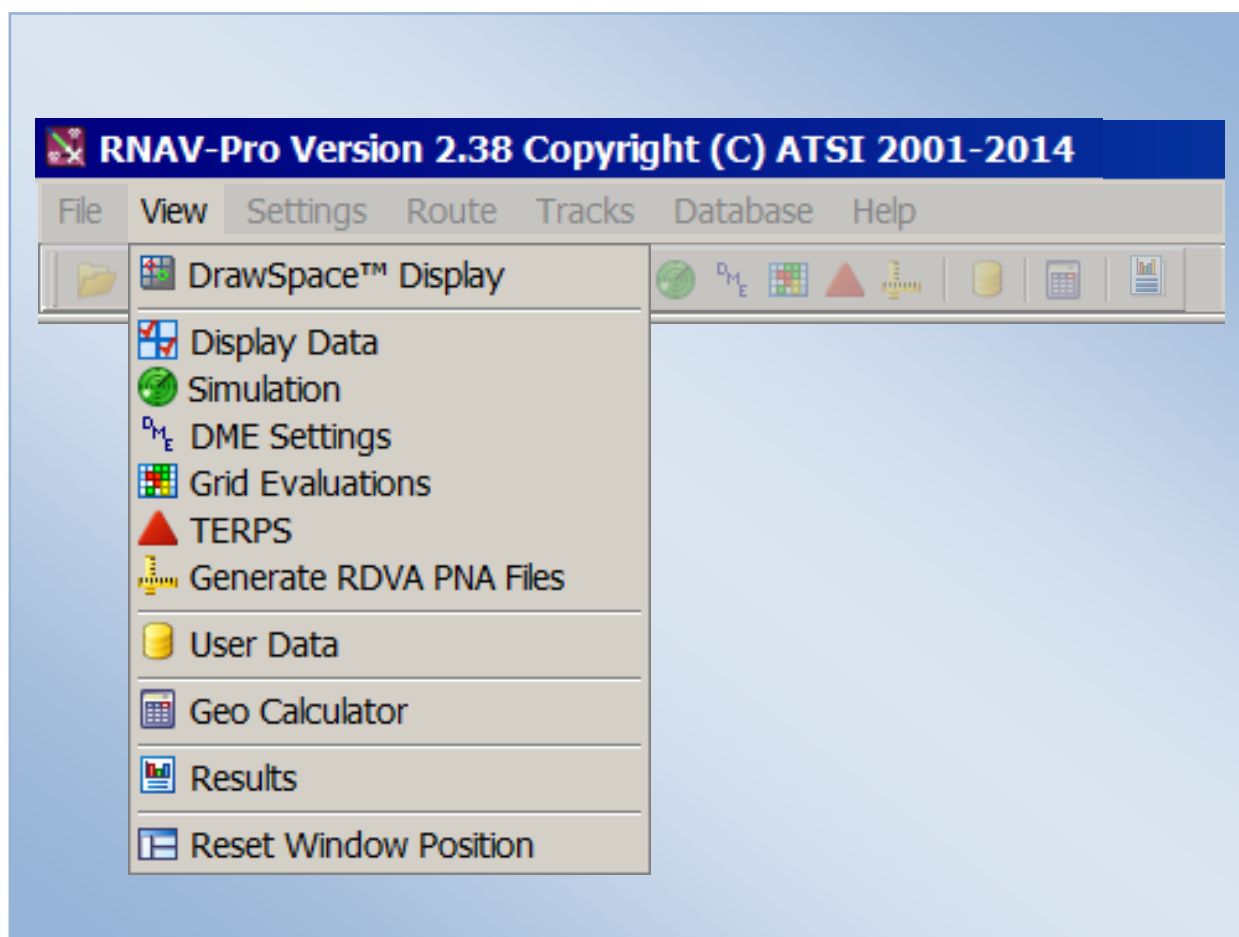 RNAV-Pro Version 2.38 Copyright (C) ATSI 2001-2014
File View Settings Route Tracks Database Help
DrawSpace™ Display
DME
Display Data
Simulation
DME DME Settings
Grid Evaluations
TERPS
Generate RDVA PNA Files
User Data
Geo Calculator
Results
Reset Window Position